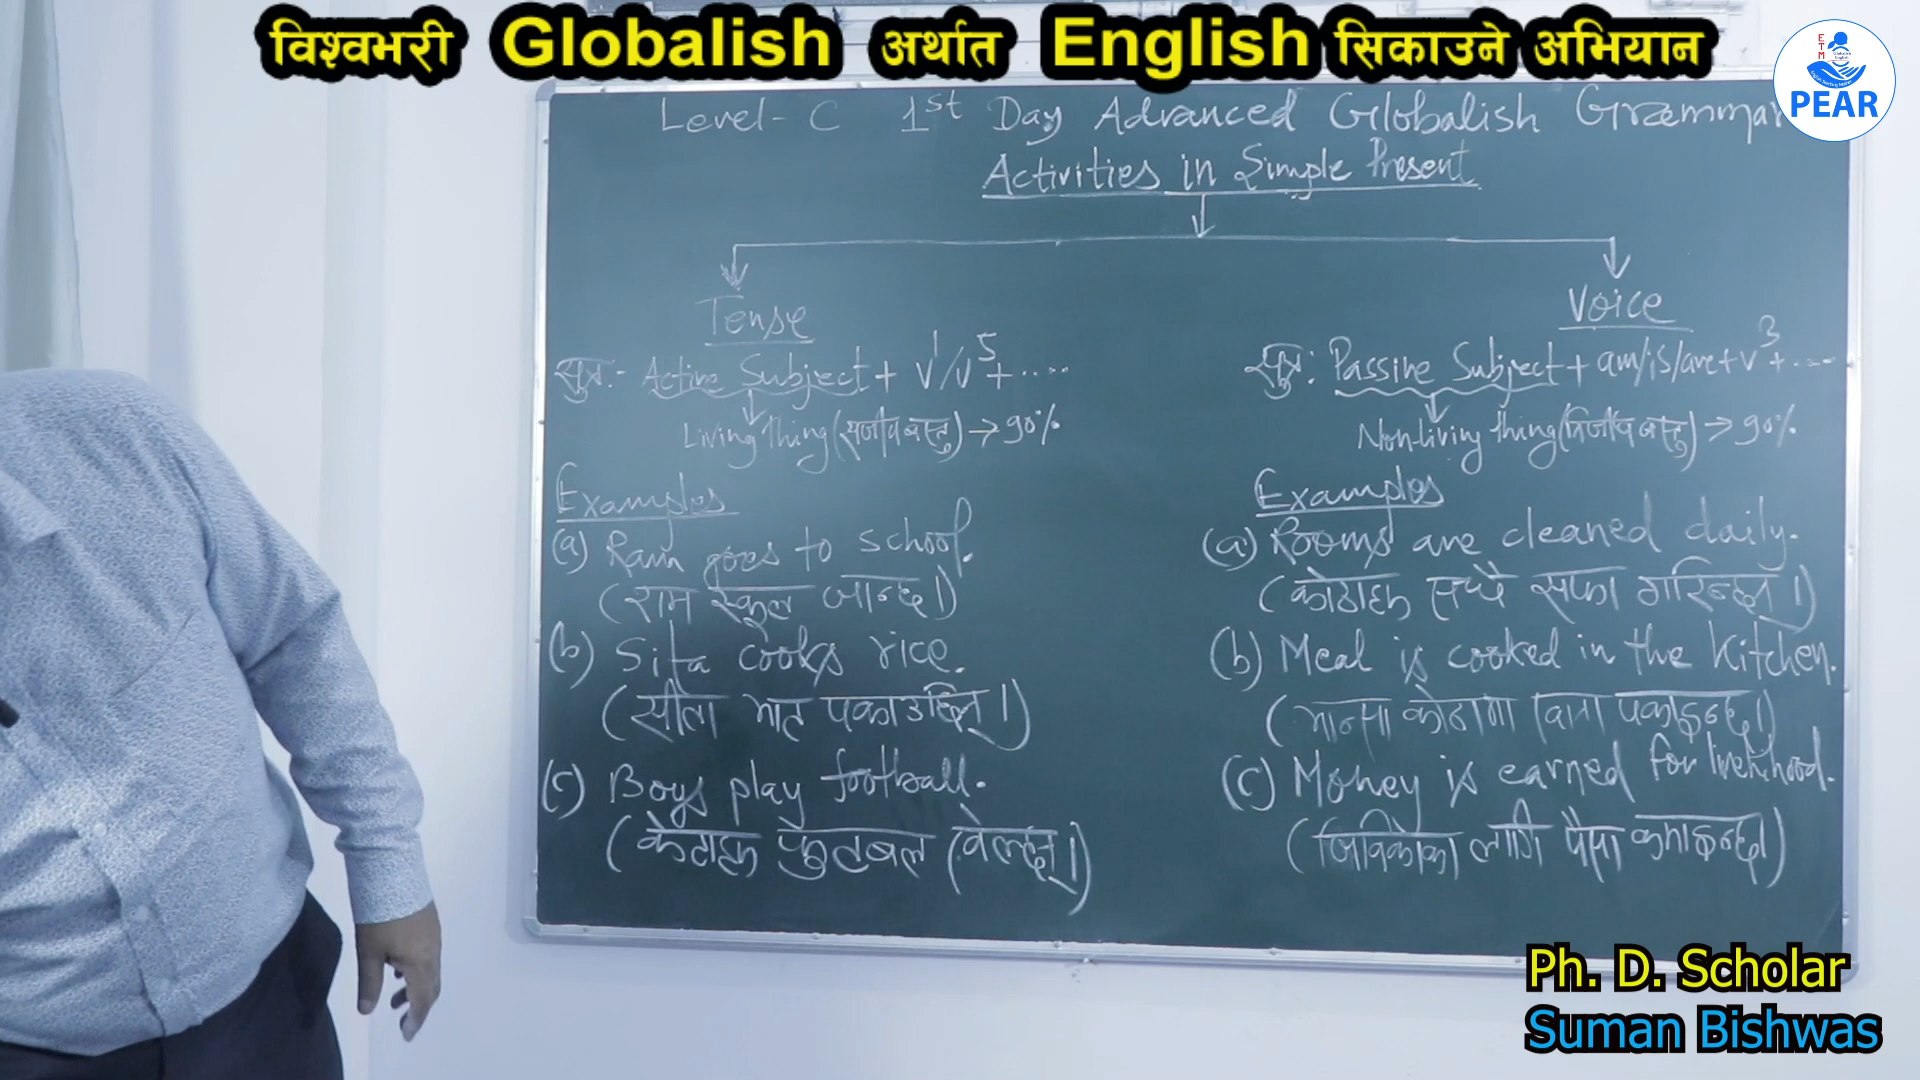 विश्वभरी Globalish अर्थात English सिकाउने अभियान
PEAR
Level-C 1st Day Advanced Globalish Grammar
Activities in Simple Present
Tense
सूत्र:- Active Subject + V1/V5 + ....
Living thing (सजीव वस्तु) → 90%
Examples
(a) Ram goes to school.
(राम स्कूल जान्छ।)
(b) Sita cooks rice.
(सीता भात पकाउछिन्।)
(c) Boys play football.
(केटाहरू फुटबल खेल्छन्।)
Voice
सूत्र: Passive Subject + am/is/are + V3 + ....
Non-living thing (निर्जीव वस्तु) → 90%
Examples
(a) Rooms are cleaned daily.
(कोठाहरू सधैं सफा गरिन्छन्।)
(b) Meal is cooked in the kitchen.
(भान्सा कोठामा खाना पकाइन्छ।)
(c) Money is earned for livelihood.
(जिविकोका लागि पैसा कमाइन्छ।)
Ph. D. Scholar
Suman Bishwas